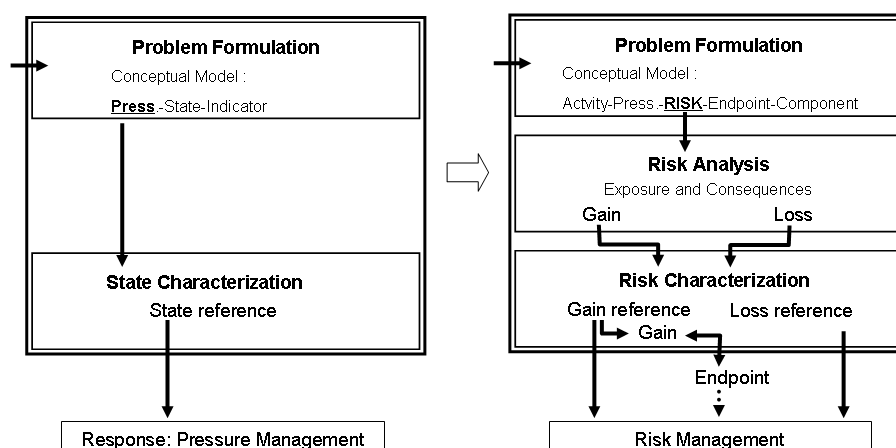 Problem Formulation
Conceptual Model :
Press.-State-Indicator
State Characterization
State reference
Response: Pressure Management
Problem Formulation
Conceptual Model :
Actvity-Press.-RISK-Endpoint-Component
Risk Analysis
Exposure and Consequences
Gain Loss
Risk Characterization
Gain reference Loss reference
Gain
Endpoint
Risk Management